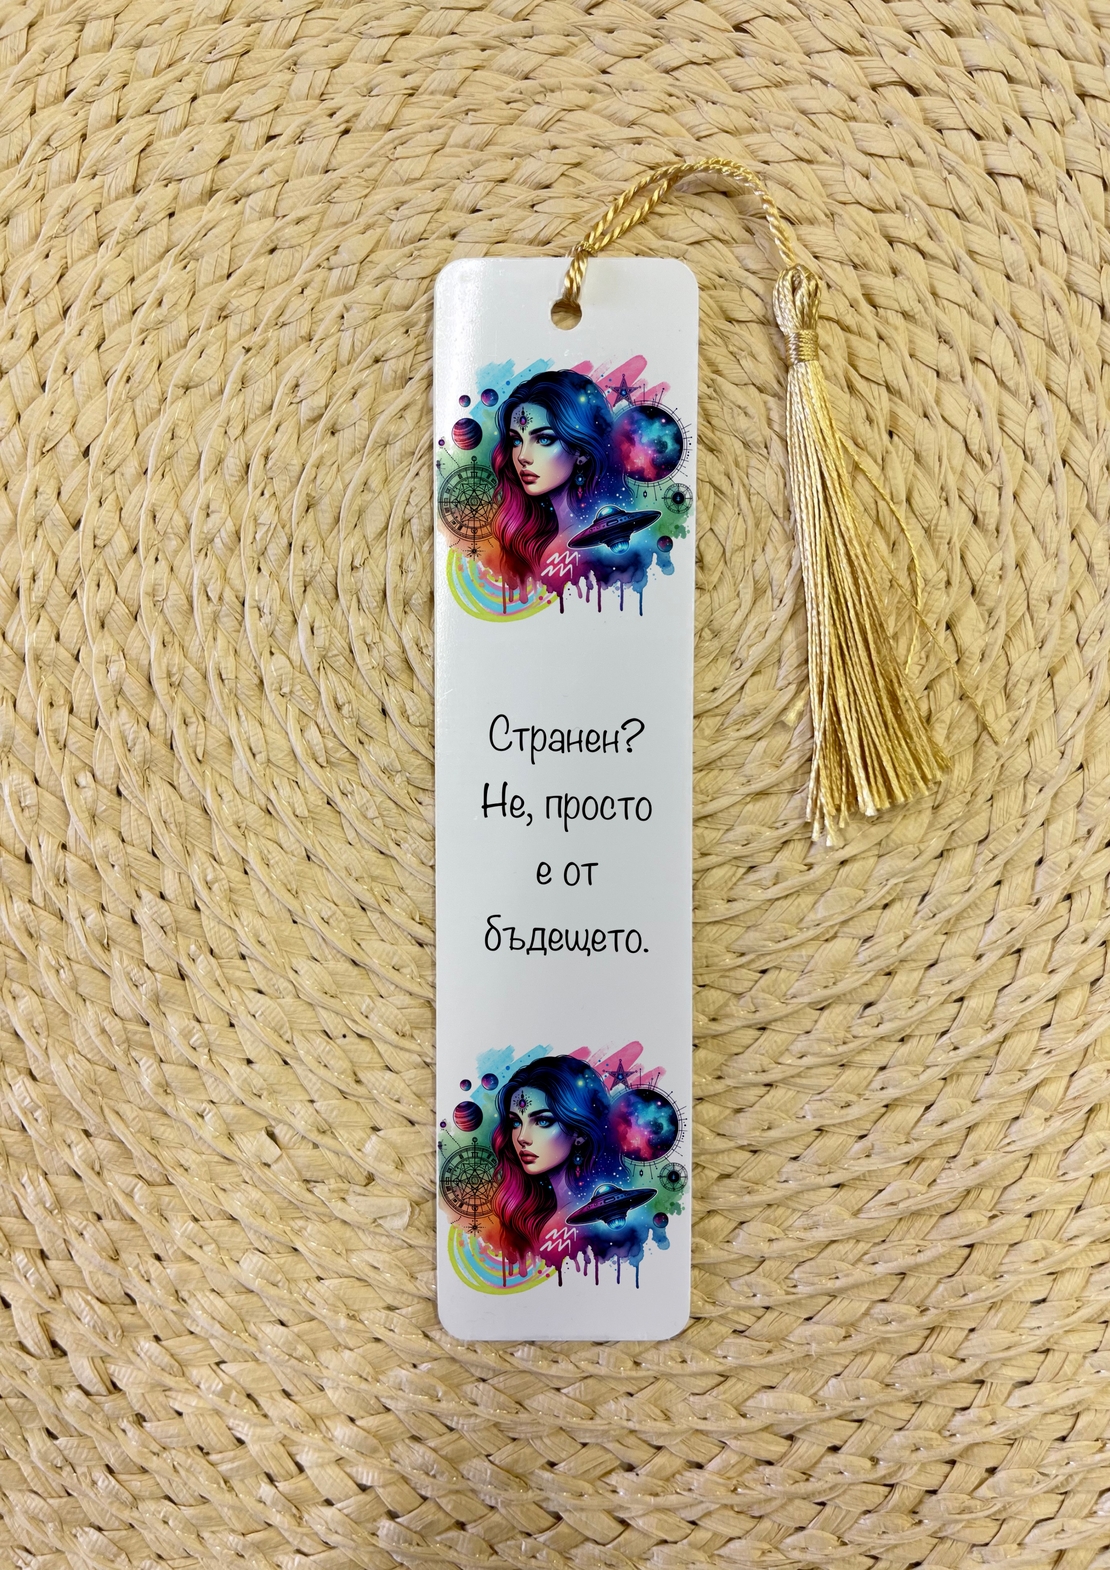 Странен?
Не, просто
е от
бъдещето.